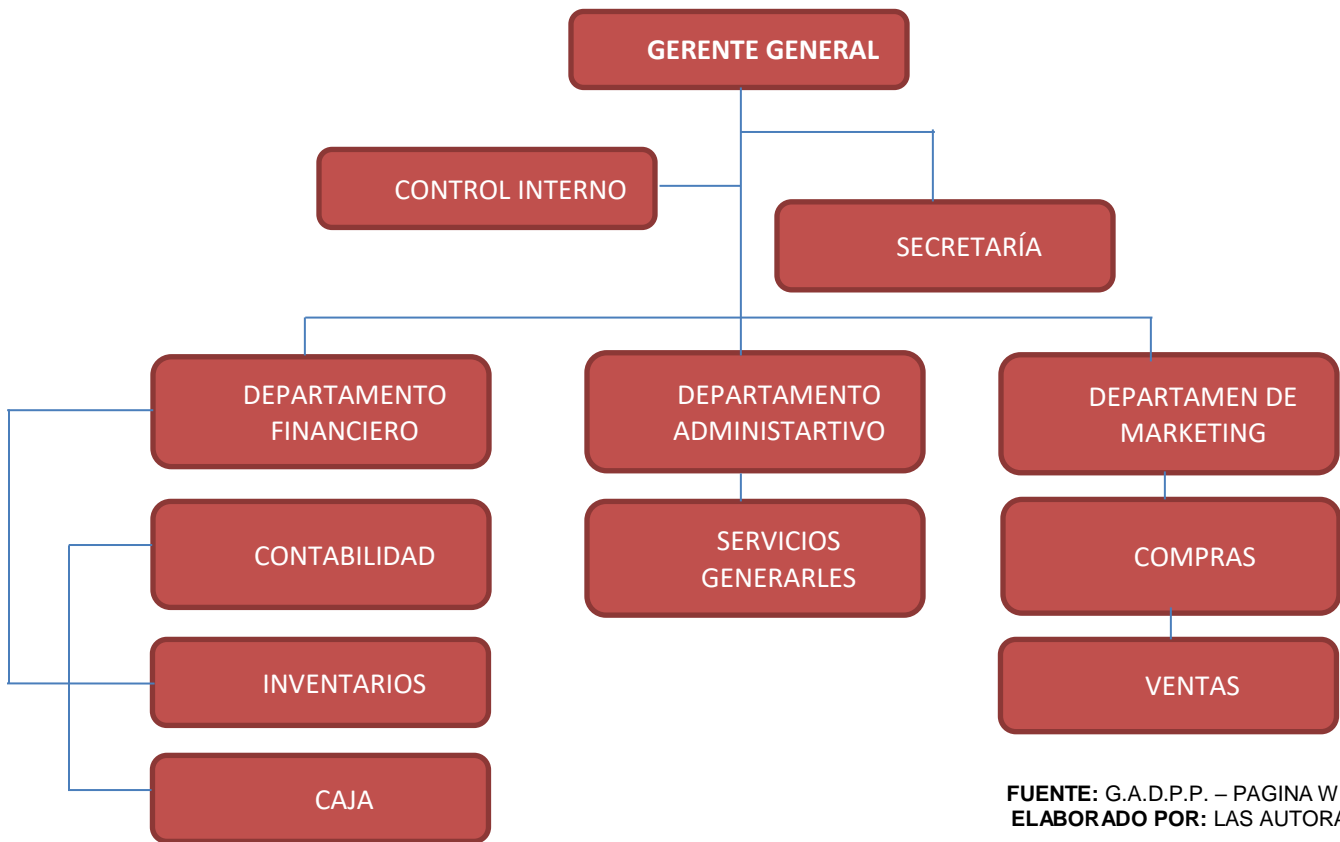 GERENTE GENERAL
CONTROL INTERNO
SECRETARÍA
DEPARTAMENTO
FINANCIERO
DEPARTAMENTO
ADMINISTARTIVO
DEPARTAMEN DE
MARKETING
CONTABILIDAD
SERVICIOS
GENERARLES
COMPRAS
INVENTARIOS
VENTAS
CAJA
FUENTE: G.A.D.P.P. – PAGINA W
ELABORADO POR: LAS AUTORA